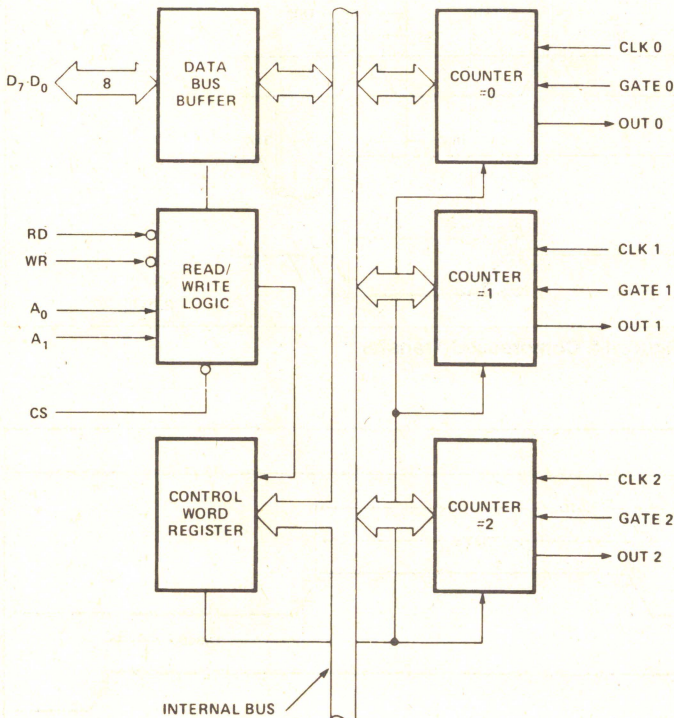 DATA
BUS
BUFFER
D7-D0
8
COUNTER
=0
CLK 0
GATE 0
OUT 0
RD
WR
A0
A1
CS
READ/
WRITE
LOGIC
COUNTER
=1
CLK 1
GATE 1
OUT 1
CONTROL
WORD
REGISTER
COUNTER
=2
CLK 2
GATE 2
OUT 2
INTERNAL BUS